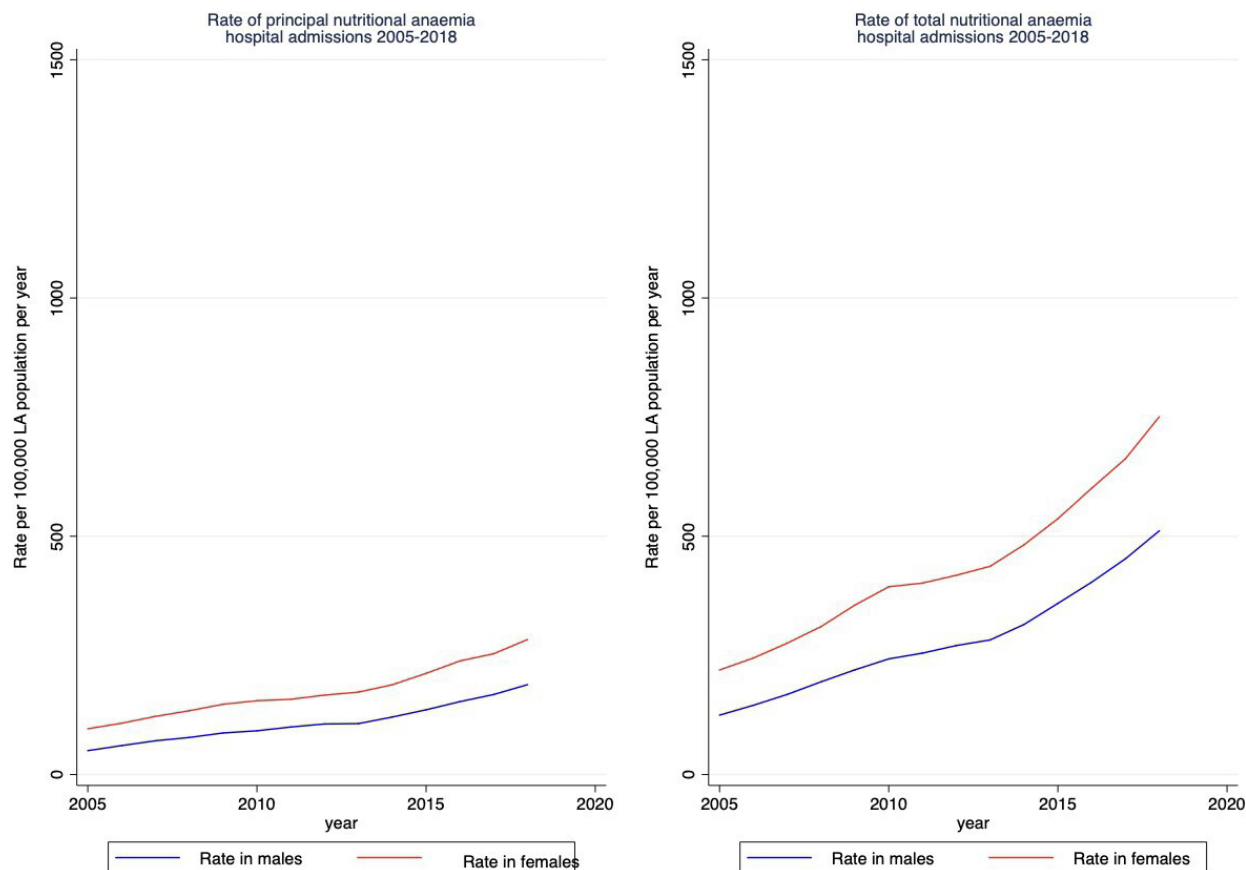 Rate of principal nutritional anaemia
hospital admissions 2005-2018
Rate per 100,000 LA population per year
1500
1000
500
0
2005 2010 2015 2020
year
Rate in males Rate in females
Rate of total nutritional anaemia
hospital admissions 2005-2018
Rate per 100,000 LA population per year
1500
1000
500
0
2005 2010 2015 2020
year
Rate in males Rate in females